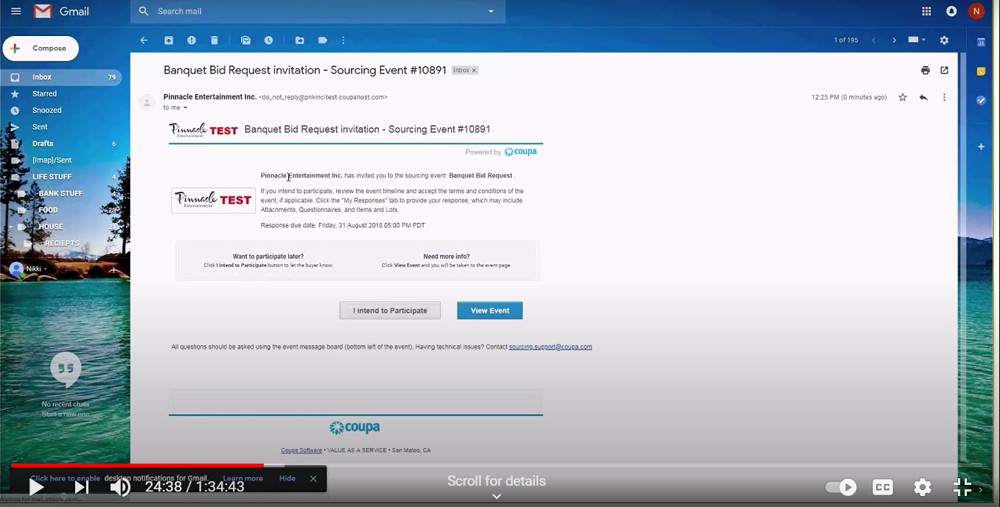 Gmail
Search mail
N
Compose
1 of 195
31
Inbox 79
Starred
Snoozed
Sent
Drafts 6
[Imap]/Sent
LIFE STUFF 4
BANK STUFF 4
FOOD
HOUSE
RECIEPTS
Nikki
No recent chats
Start a new one
Banquet Bid Request invitation - Sourcing Event #10891 Inbox x
Pinnacle Entertainment Inc. <do_not_reply@pnkinc-test.coupahost.com>
12:25 PM (0 minutes ago)
to me
Pinnacle Entertainment TEST Banquet Bid Request invitation - Sourcing Event #10891
Powered by coupa
Pinnacle Entertainment Inc. has invited you to the sourcing event: Banquet Bid Request .
Pinnacle Entertainment TEST
If you intend to participate, review the event timeline and accept the terms and conditions of the
event, if applicable. Click the "My Responses" tab to provide your response, which may include
Attachments, Questionnaires, and Items and Lots.
Response due date: Friday, 31 August 2018 05:00 PM PDT
Want to participate later?
Click I intend to Participate button to let the buyer know.
Need more info?
Click View Event and you will be taken to the event page.
I intend to Participate
View Event
All questions should be asked using the event message board (bottom left of the event). Having technical issues? Contact sourcing.support@coupa.com
coupa
Coupa Software • VALUE AS A SERVICE • San Mateo, CA
Click here to enable desktop notifications for Gmail. Learn more Hide
24:38 / 1:34:43
Scroll for details
CC
Waiting for mail.google.com...